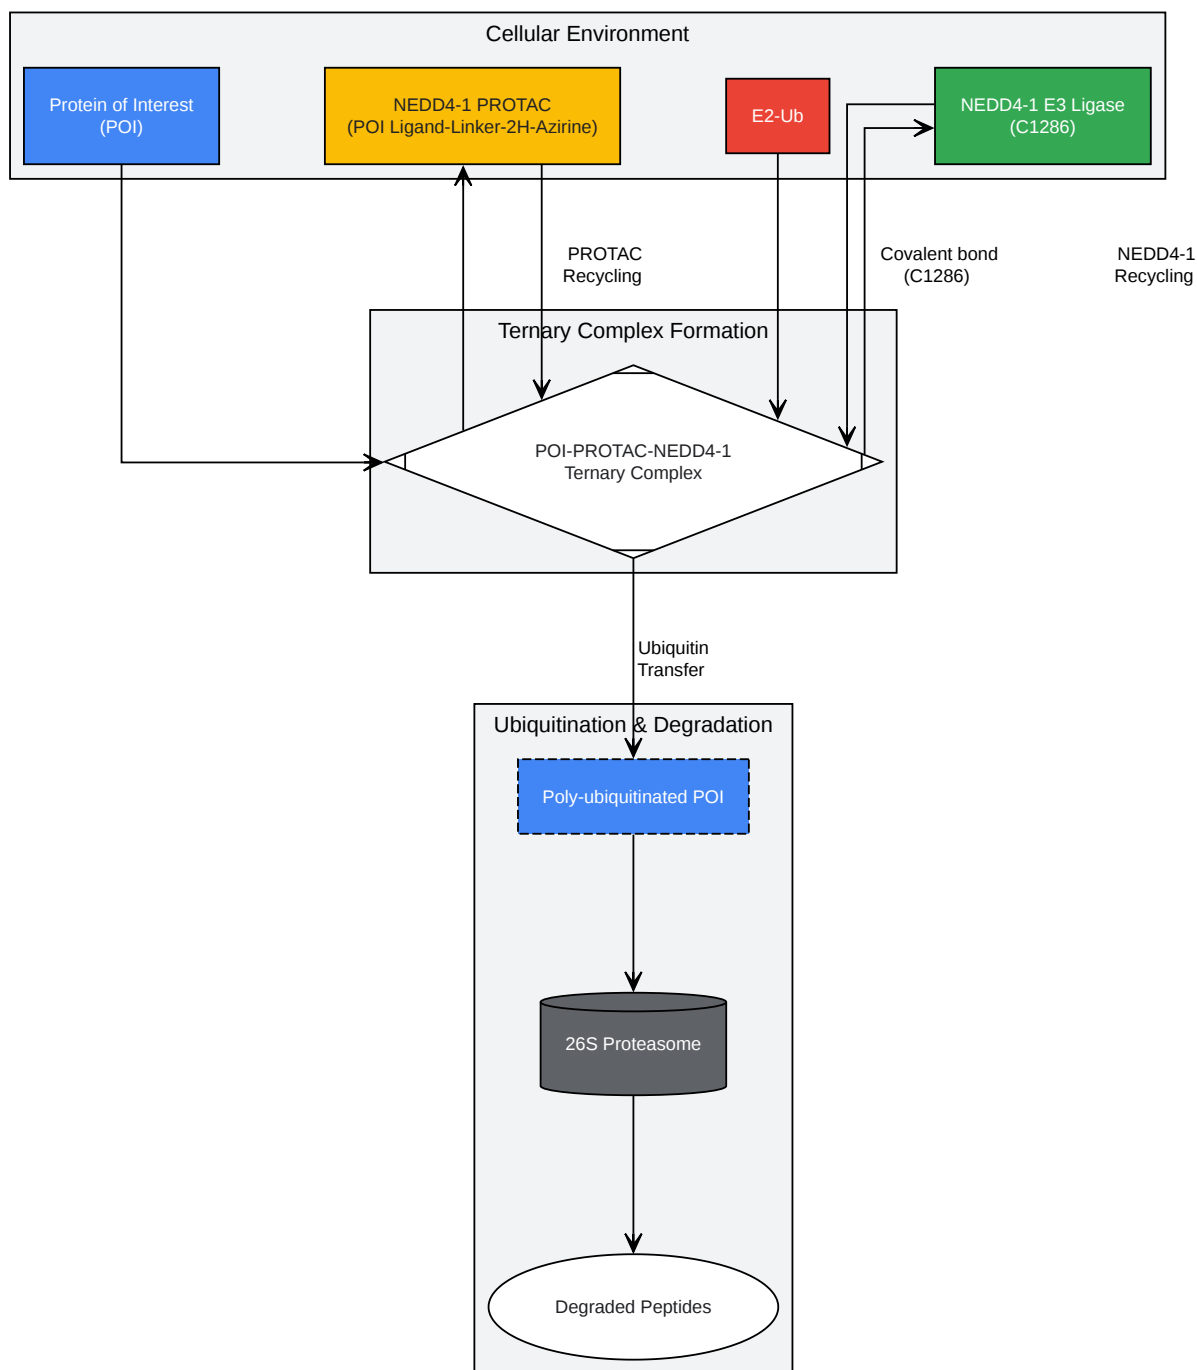 Cellular Environment
Protein of Interest
(POI)
NEDD4-1 PROTAC
(POI Ligand-Linker-2H-Azirine)
E2-Ub
NEDD4-1 E3 Ligase
(C1286)
PROTAC
Recycling
Covalent bond
(C1286)
NEDD4-1
Recycling
Ternary Complex Formation
POI-PROTAC-NEDD4-1
Ternary Complex
Ubiquitin
Transfer
Ubiquitination & Degradation
Poly-ubiquitinated POI
26S Proteasome
Degraded Peptides